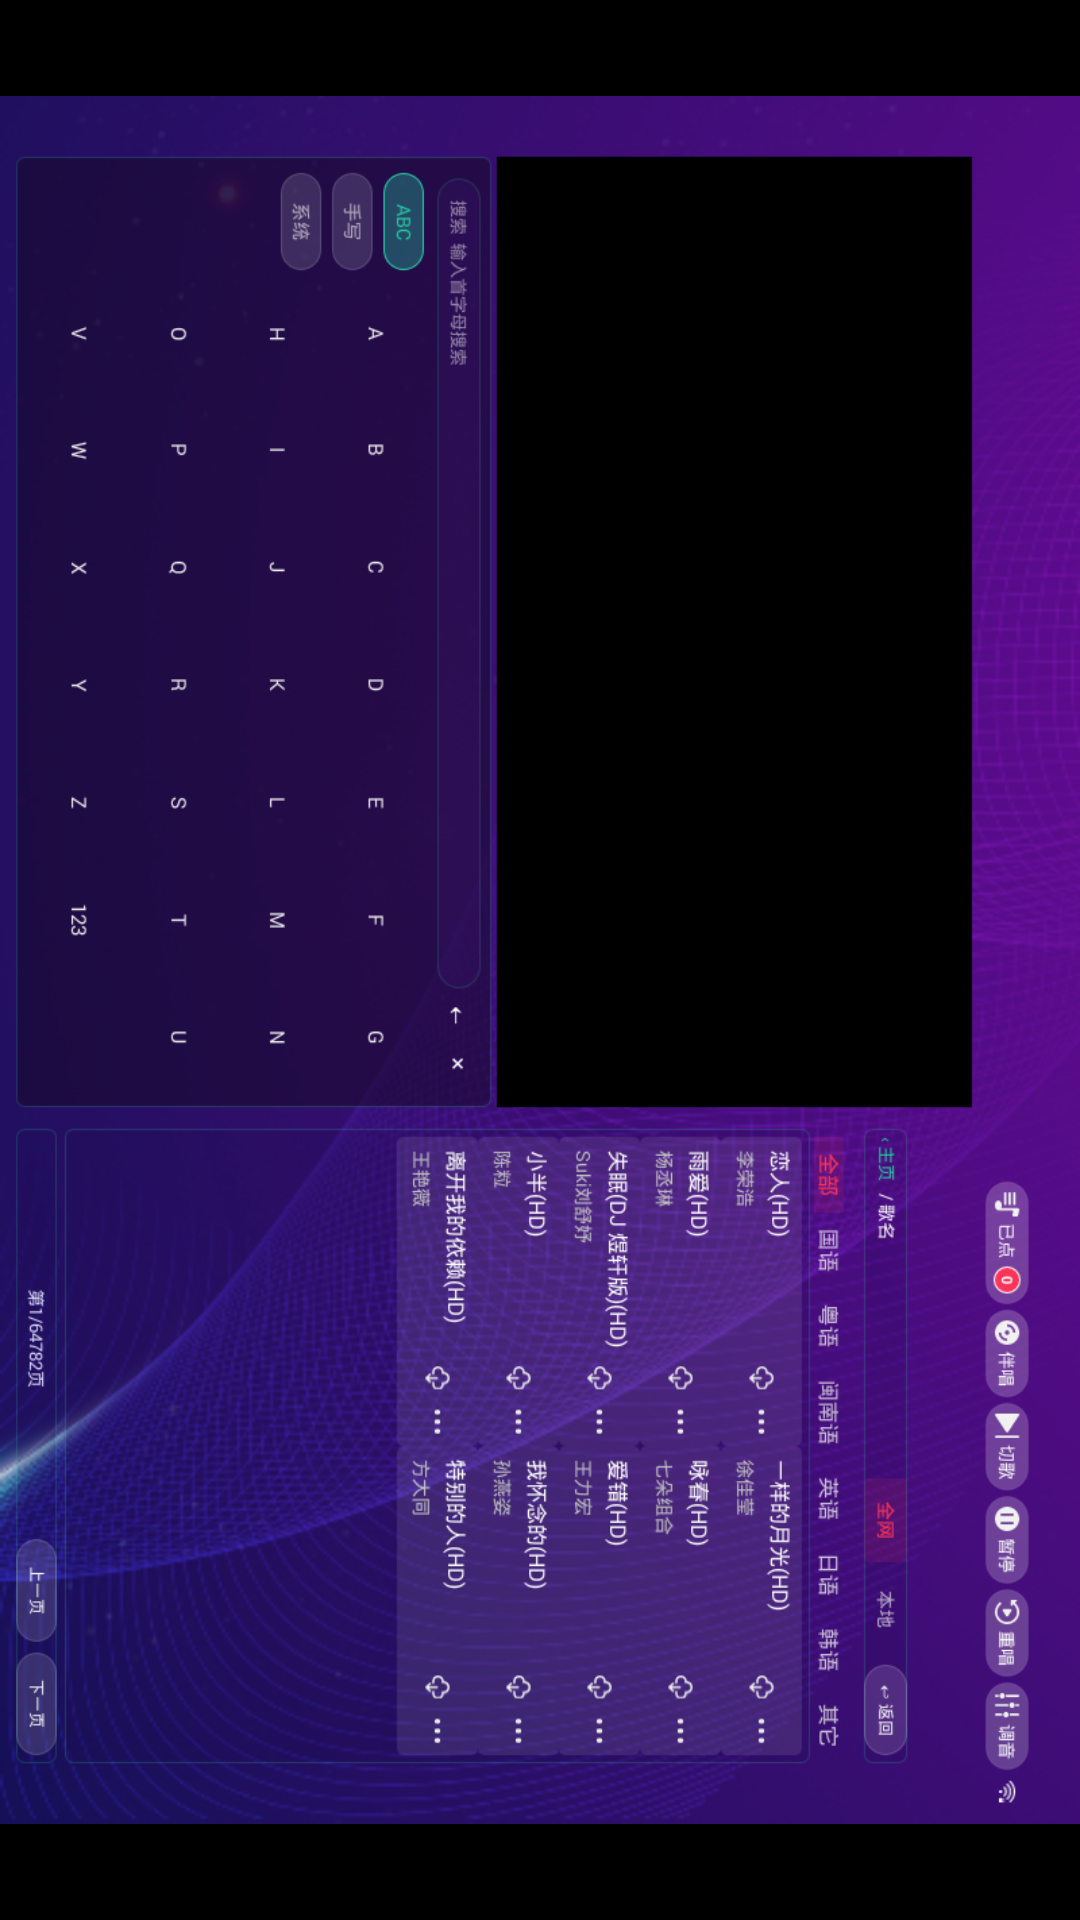 已点 0 伴唱 切歌 暂停 重唱 调音
‹ 主页 / 歌名 全网 本地 返回
全部 国语 粤语 闽南语 英语 日语 韩语 其它
恋人(HD)
李荣浩
一样的月光(HD)
徐佳莹
雨爱(HD)
杨丞琳
咏春(HD)
七朵组合
失眠(DJ 煜轩版)(HD)
Suki刘舒妤
爱错(HD)
王力宏
小半(HD)
陈粒
我怀念的(HD)
孙燕姿
离开我的依赖(HD)
王艳薇
特别的人(HD)
方大同
第1/64782页 上一页 下一页
搜索 输入首字母搜索 ← ×
ABC
手写
系统
A B C D E F G
H I J K L M N
O P Q R S T U
V W X Y Z 123